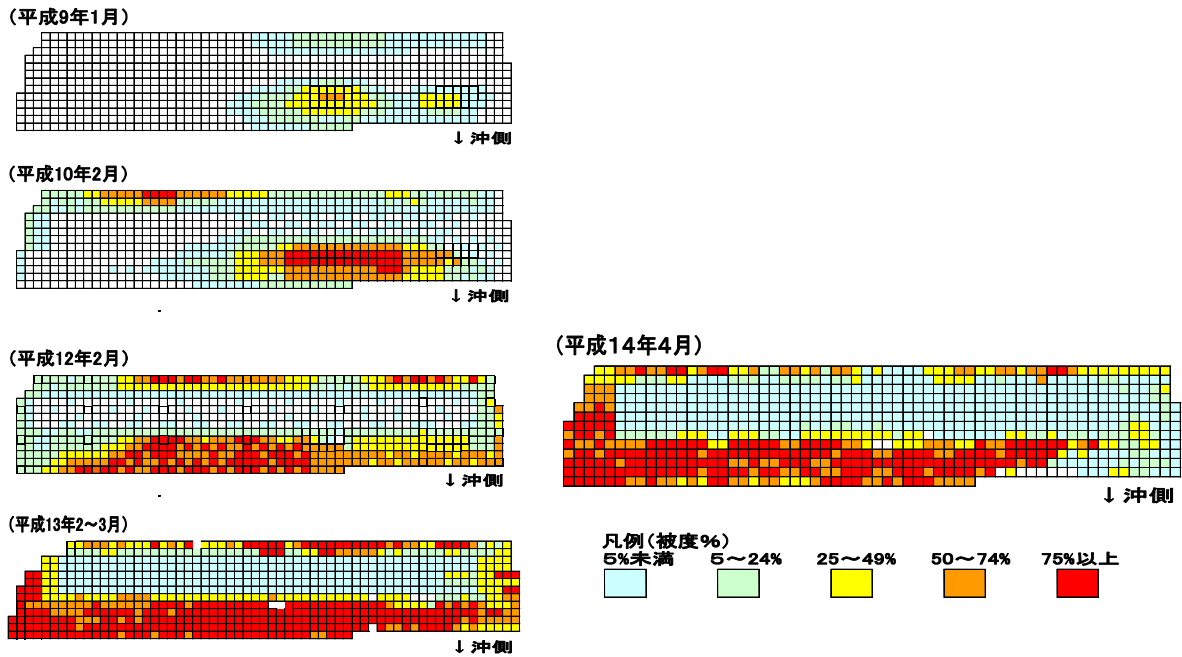 (平成9年1月)
↓沖側
(平成10年2月)
↓沖側
(平成12年2月)
↓沖側
(平成13年2～3月)
↓沖側
(平成14年4月)
↓沖側
凡例(被度%)
5%未満 5～24% 25～49% 50～74% 75%以上